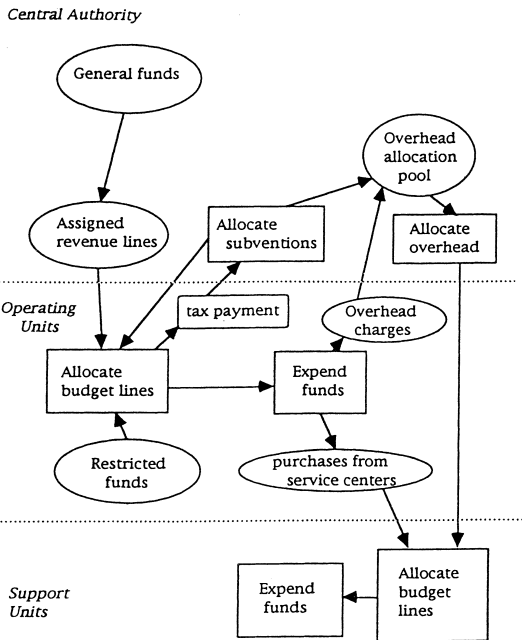 Central Authority
General funds
Overhead
allocation
pool
Assigned
revenue lines
Allocate
subventions
Allocate
overhead
Operating
Units
tax payment
Overhead
charges
Allocate
budget lines
Expend
funds
Restricted
funds
purchases from
service centers
Support
Units
Expend
funds
Allocate
budget
lines